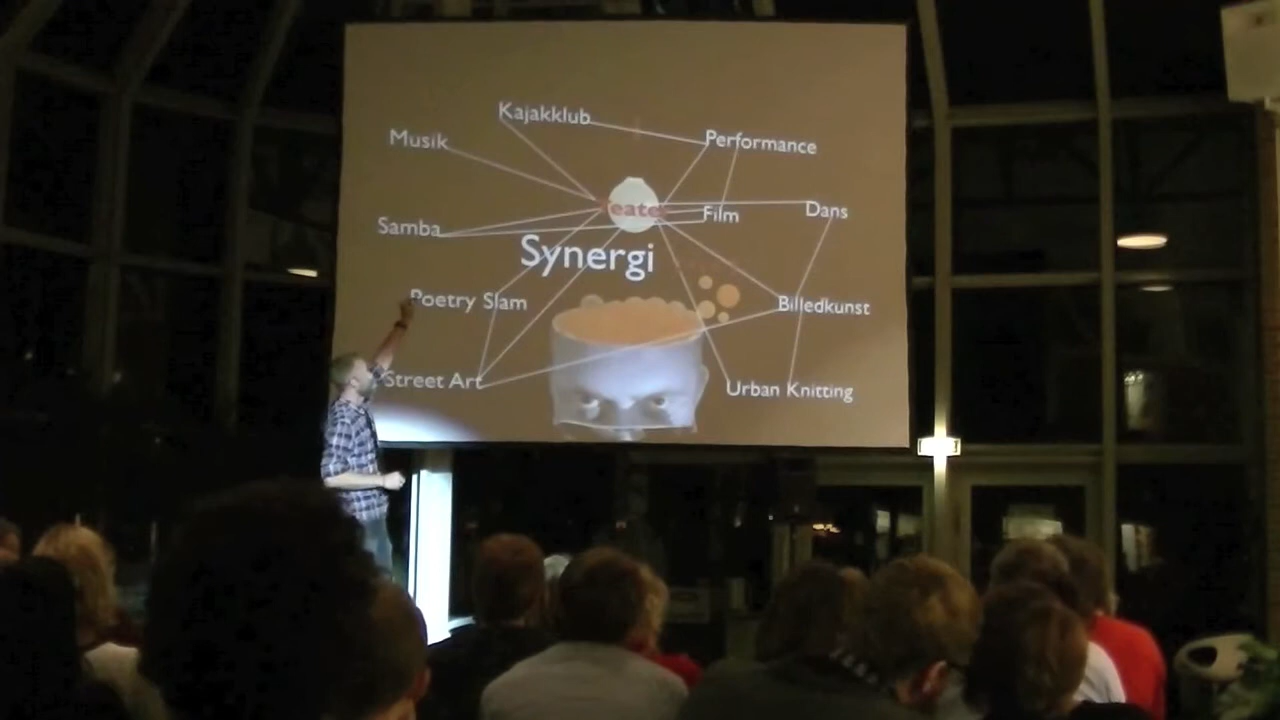 Kajakklub
Musik
Performance
Dans
Film
Samba
Synergi
Poetry Slam
Billedkunst
Street Art
Urban Knitting